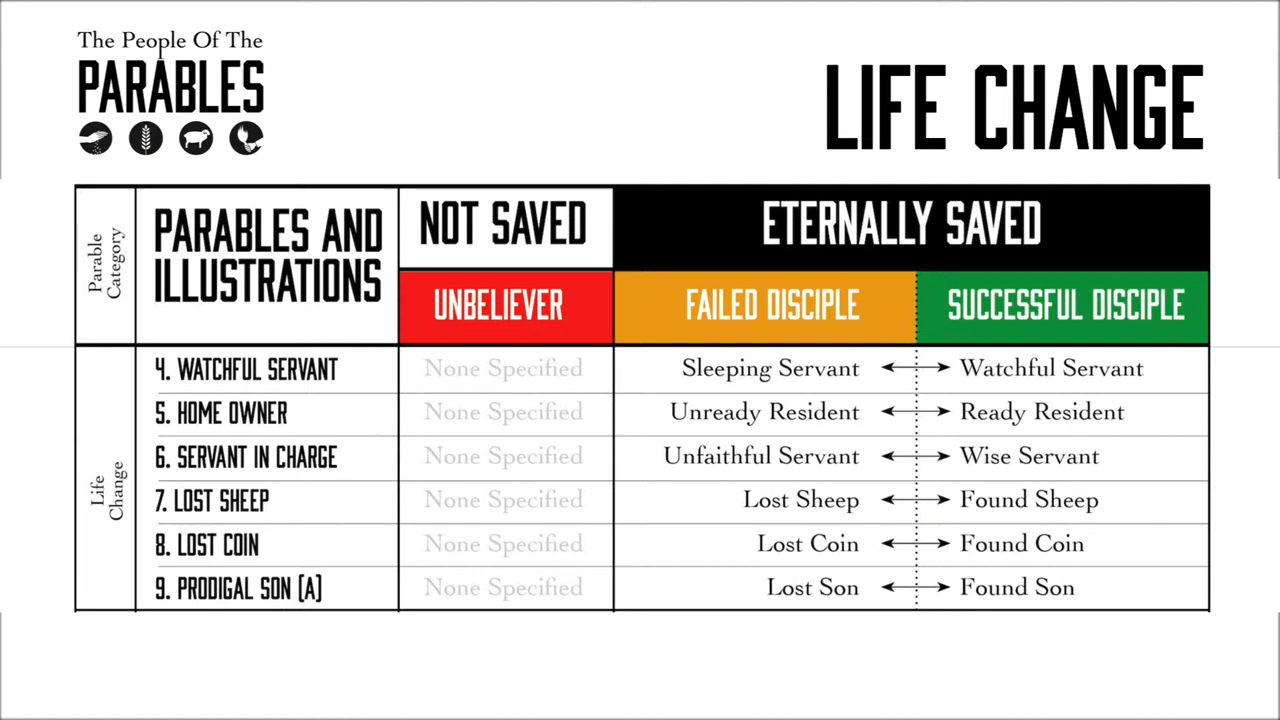 The People Of The
PARABLES
LIFE CHANGE
Parable
Category
PARABLES AND
ILLUSTRATIONS
NOT SAVED
ETERNALLY SAVED
UNBELIEVER
FAILED DISCIPLE
SUCCESSFUL DISCIPLE
Life
Change
4. WATCHFUL SERVANT
None Specified
Sleeping Servant
Watchful Servant
5. HOME OWNER
None Specified
Unready Resident
Ready Resident
6. SERVANT IN CHARGE
None Specified
Unfaithful Servant
Wise Servant
7. LOST SHEEP
None Specified
Lost Sheep
Found Sheep
8. LOST COIN
None Specified
Lost Coin
Found Coin
9. PRODIGAL SON (A)
None Specified
Lost Son
Found Son